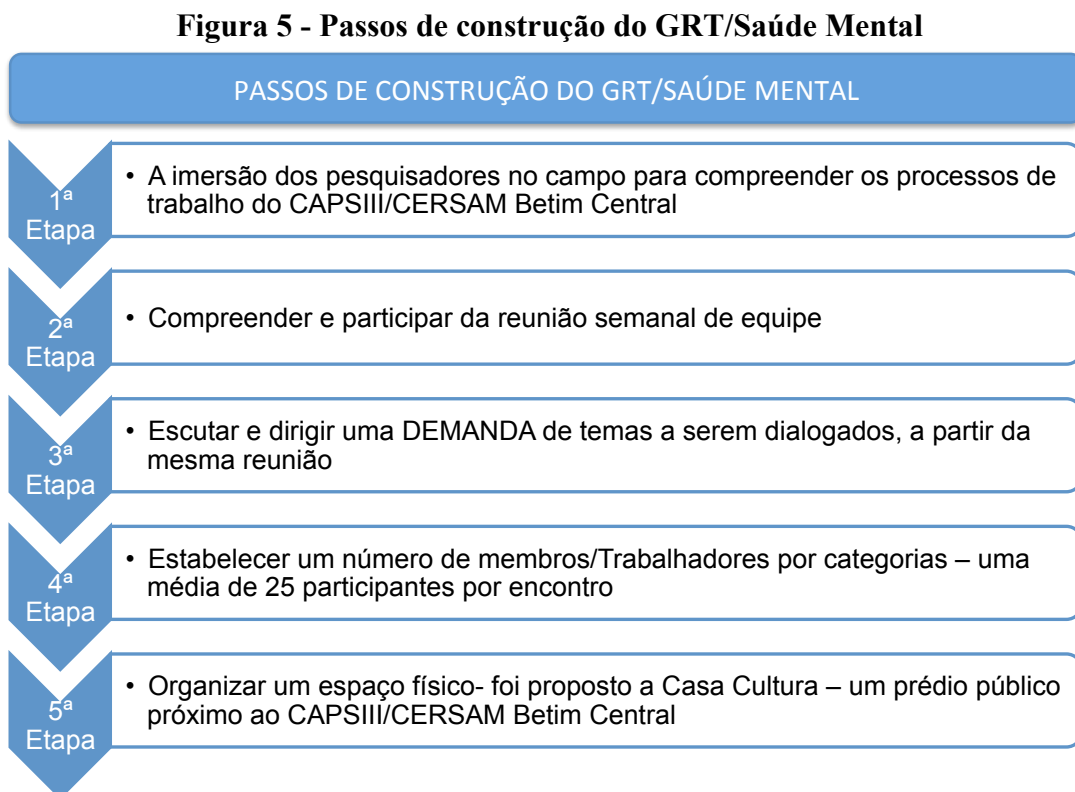 Figura 5 - Passos de construção do GRT/Saúde Mental
PASSOS DE CONSTRUÇÃO DO GRT/SAÚDE MENTAL
1ª
Etapa
• A imersão dos pesquisadores no campo para compreender os processos de
trabalho do CAPSIII/CERSAM Betim Central
2ª
Etapa
• Compreender e participar da reunião semanal de equipe
3ª
Etapa
• Escutar e dirigir uma DEMANDA de temas a serem dialogados, a partir da
mesma reunião
4ª
Etapa
• Estabelecer um número de membros/Trabalhadores por categorias – uma
média de 25 participantes por encontro
5ª
Etapa
• Organizar um espaço físico- foi proposto a Casa Cultura – um prédio público
próximo ao CAPSIII/CERSAM Betim Central